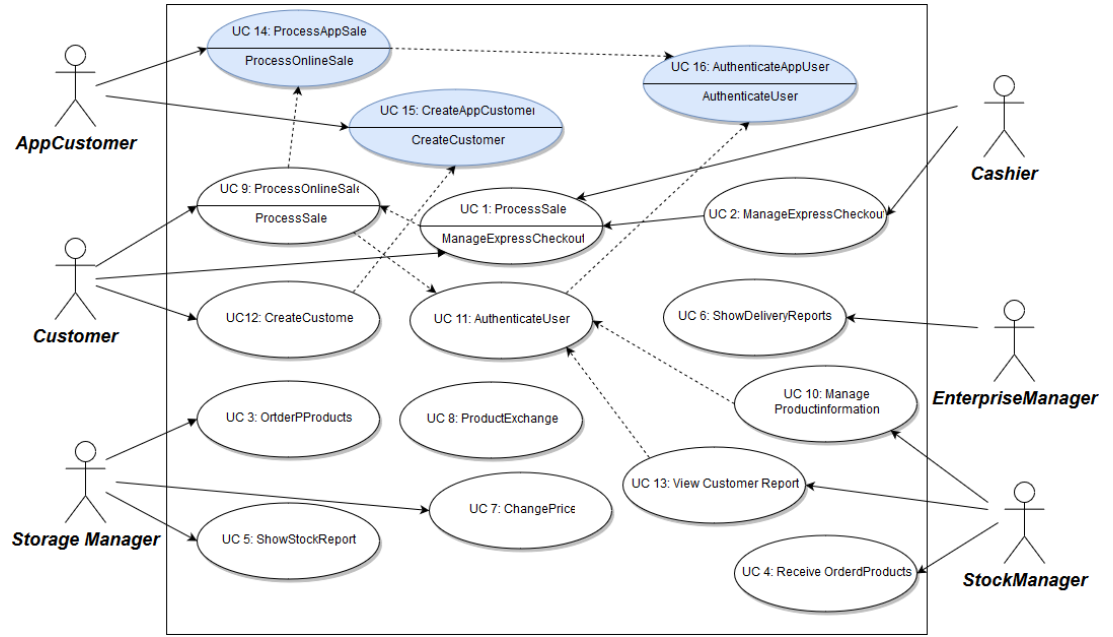 UC 14: ProcessAppSale
ProcessOnlineSale
UC 16: AuthenticateAppUser
AuthenticateUser
UC 15: CreateAppCustomer
CreateCustomer
AppCustomer
Cashier
UC 9: ProcessOnlineSale
ProcessSale
UC 1: ProcessSale
ManageExpressCheckout
UC 2: ManageExpressCheckout
Customer
UC12: CreateCustome
UC 11: AuthenticateUser
UC 6: ShowDeliveryReports
EnterpriseManager
UC 3: OrtderPProducts
UC 8: ProductExchange
UC 10: Manage
ProductInformation
Storage Manager
UC 7: ChangePrice
UC 13: View Customer Report
UC 5: ShowStockReport
UC 4: Receive OrderdProducts
StockManager